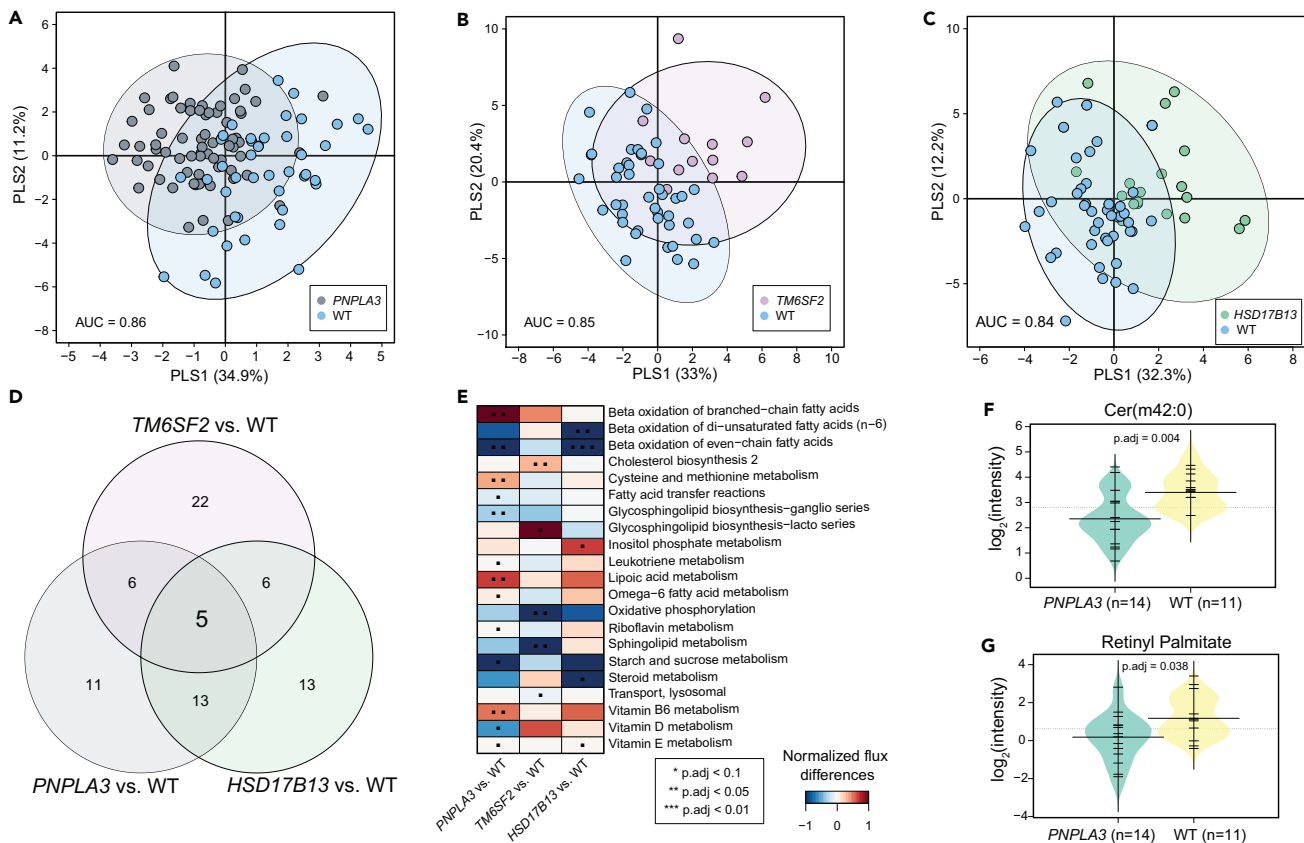 A
PLS2 (11.2%)
6
4
2
0
−2
−4
−6
−8
−5 −4 −3 −2 −1 0 1 2 3 4 5
PLS1 (34.9%)
AUC = 0.86
PNPLA3
WT
B
PLS2 (20.4%)
10
5
0
−5
−10
−8 −6 −4 −2 0 2 4 6 8 10
PLS1 (33%)
AUC = 0.85
TM6SF2
WT
C
PLS2 (12.2%)
10
5
0
−5
−6 −4 −2 0 2 4 6 8
PLS1 (32.3%)
AUC = 0.84
HSD17B13
WT
D
TM6SF2 vs. WT
22
6
6
5
11
13
13
PNPLA3 vs. WT
HSD17B13 vs. WT
E
Beta oxidation of branched−chain fatty acids
Beta oxidation of di−unsaturated fatty acids (n−6)
Beta oxidation of even−chain fatty acids
Cholesterol biosynthesis 2
Cysteine and methionine metabolism
Fatty acid transfer reactions
Glycosphingolipid biosynthesis−ganglio series
Glycosphingolipid biosynthesis−lacto series
Inositol phosphate metabolism
Leukotriene metabolism
Lipoic acid metabolism
Omega−6 fatty acid metabolism
Oxidative phosphorylation
Riboflavin metabolism
Sphingolipid metabolism
Starch and sucrose metabolism
Steroid metabolism
Transport, lysosomal
Vitamin B6 metabolism
Vitamin D metabolism
Vitamin E metabolism
PNPLA3 vs. WT
TM6SF2 vs. WT
HSD17B13 vs. WT
* p.adj < 0.1
** p.adj < 0.05
*** p.adj < 0.01
Normalized flux
differences
−1 0 1
F
Cer(m42:0)
p.adj = 0.004
log2(intensity)
6
5
4
3
2
1
0
PNPLA3 (n=14) WT (n=11)
G
Retinyl Palmitate
p.adj = 0.038
log2(intensity)
4
2
0
−2
−4
PNPLA3 (n=14) WT (n=11)